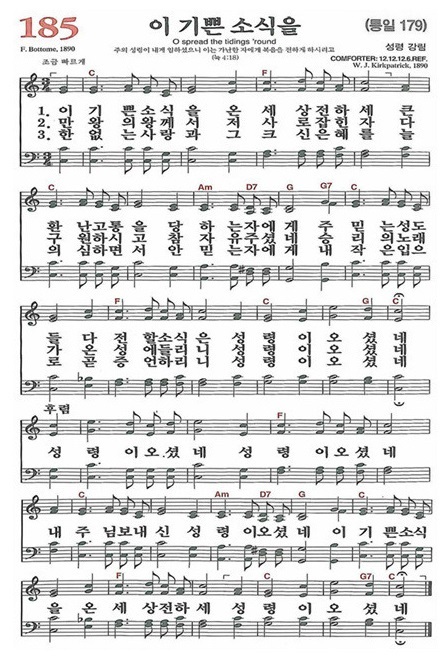 185
이 기쁜 소식을
(통일 179)
O spread the tidings 'round
성령 강림
F. Bottome, 1890
주의 성령이 내게 임하셨으니 이는 가난한 자에게 복음을 전하게 하시려고
(눅 4:18)
COMFORTER: 12.12.12.6.REF.
W. J. Kirkpatrick, 1890
조금 빠르게
C F C
1. 이 기 쁜 소식 을 온 세 상전하 세 큰
2. 만 왕 의왕 께 서 저 사 로잡힌자 다
3. 한 없 는사 랑 과 그 크 신은혜 를 늘
C Am D7 G G7 C
환 난고통 을 당 하 는자에 게 주 믿 는성도
구 원하시 고 참 자 유주셨 네 승 리 의노래
의 심하면 서 안 믿 는자에 게 내 작 은입으
F C G C
들 다 전 할소식 은 성 령 이 오 셨 네
가 온 성 에들리 니 성 령 이 오 셨 네
로 곧 증 언하리 니 성 령 이 오 셨 네
후렴
F C
성 령 이오셨 네 성 령 이오셨 네
C Am D7 G C
내 주 님보내 신 성 령 이오셨 네 이 기 쁜소식
F C G7 C
을 온 세 상전하 세 성 령 이 오 셨 네